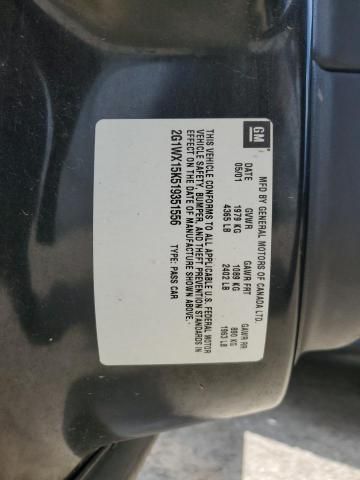 GM
MFD BY GENERAL MOTORS OF CANADA LTD.
DATE GVWR GAWR FRT GAWR RR
05/01 1979 KG 1089 KG 890 KG
4365 LB 2402 LB 1963 LB
THIS VEHICLE CONFORMS TO ALL APPLICABLE U.S. FEDERAL MOTOR
VEHICLE SAFETY, BUMPER, AND THEFT PREVENTION STANDARDS IN
EFFECT ON THE DATE OF MANUFACTURE SHOWN ABOVE.
2G1WX15K519351556 TYPE: PASS CAR